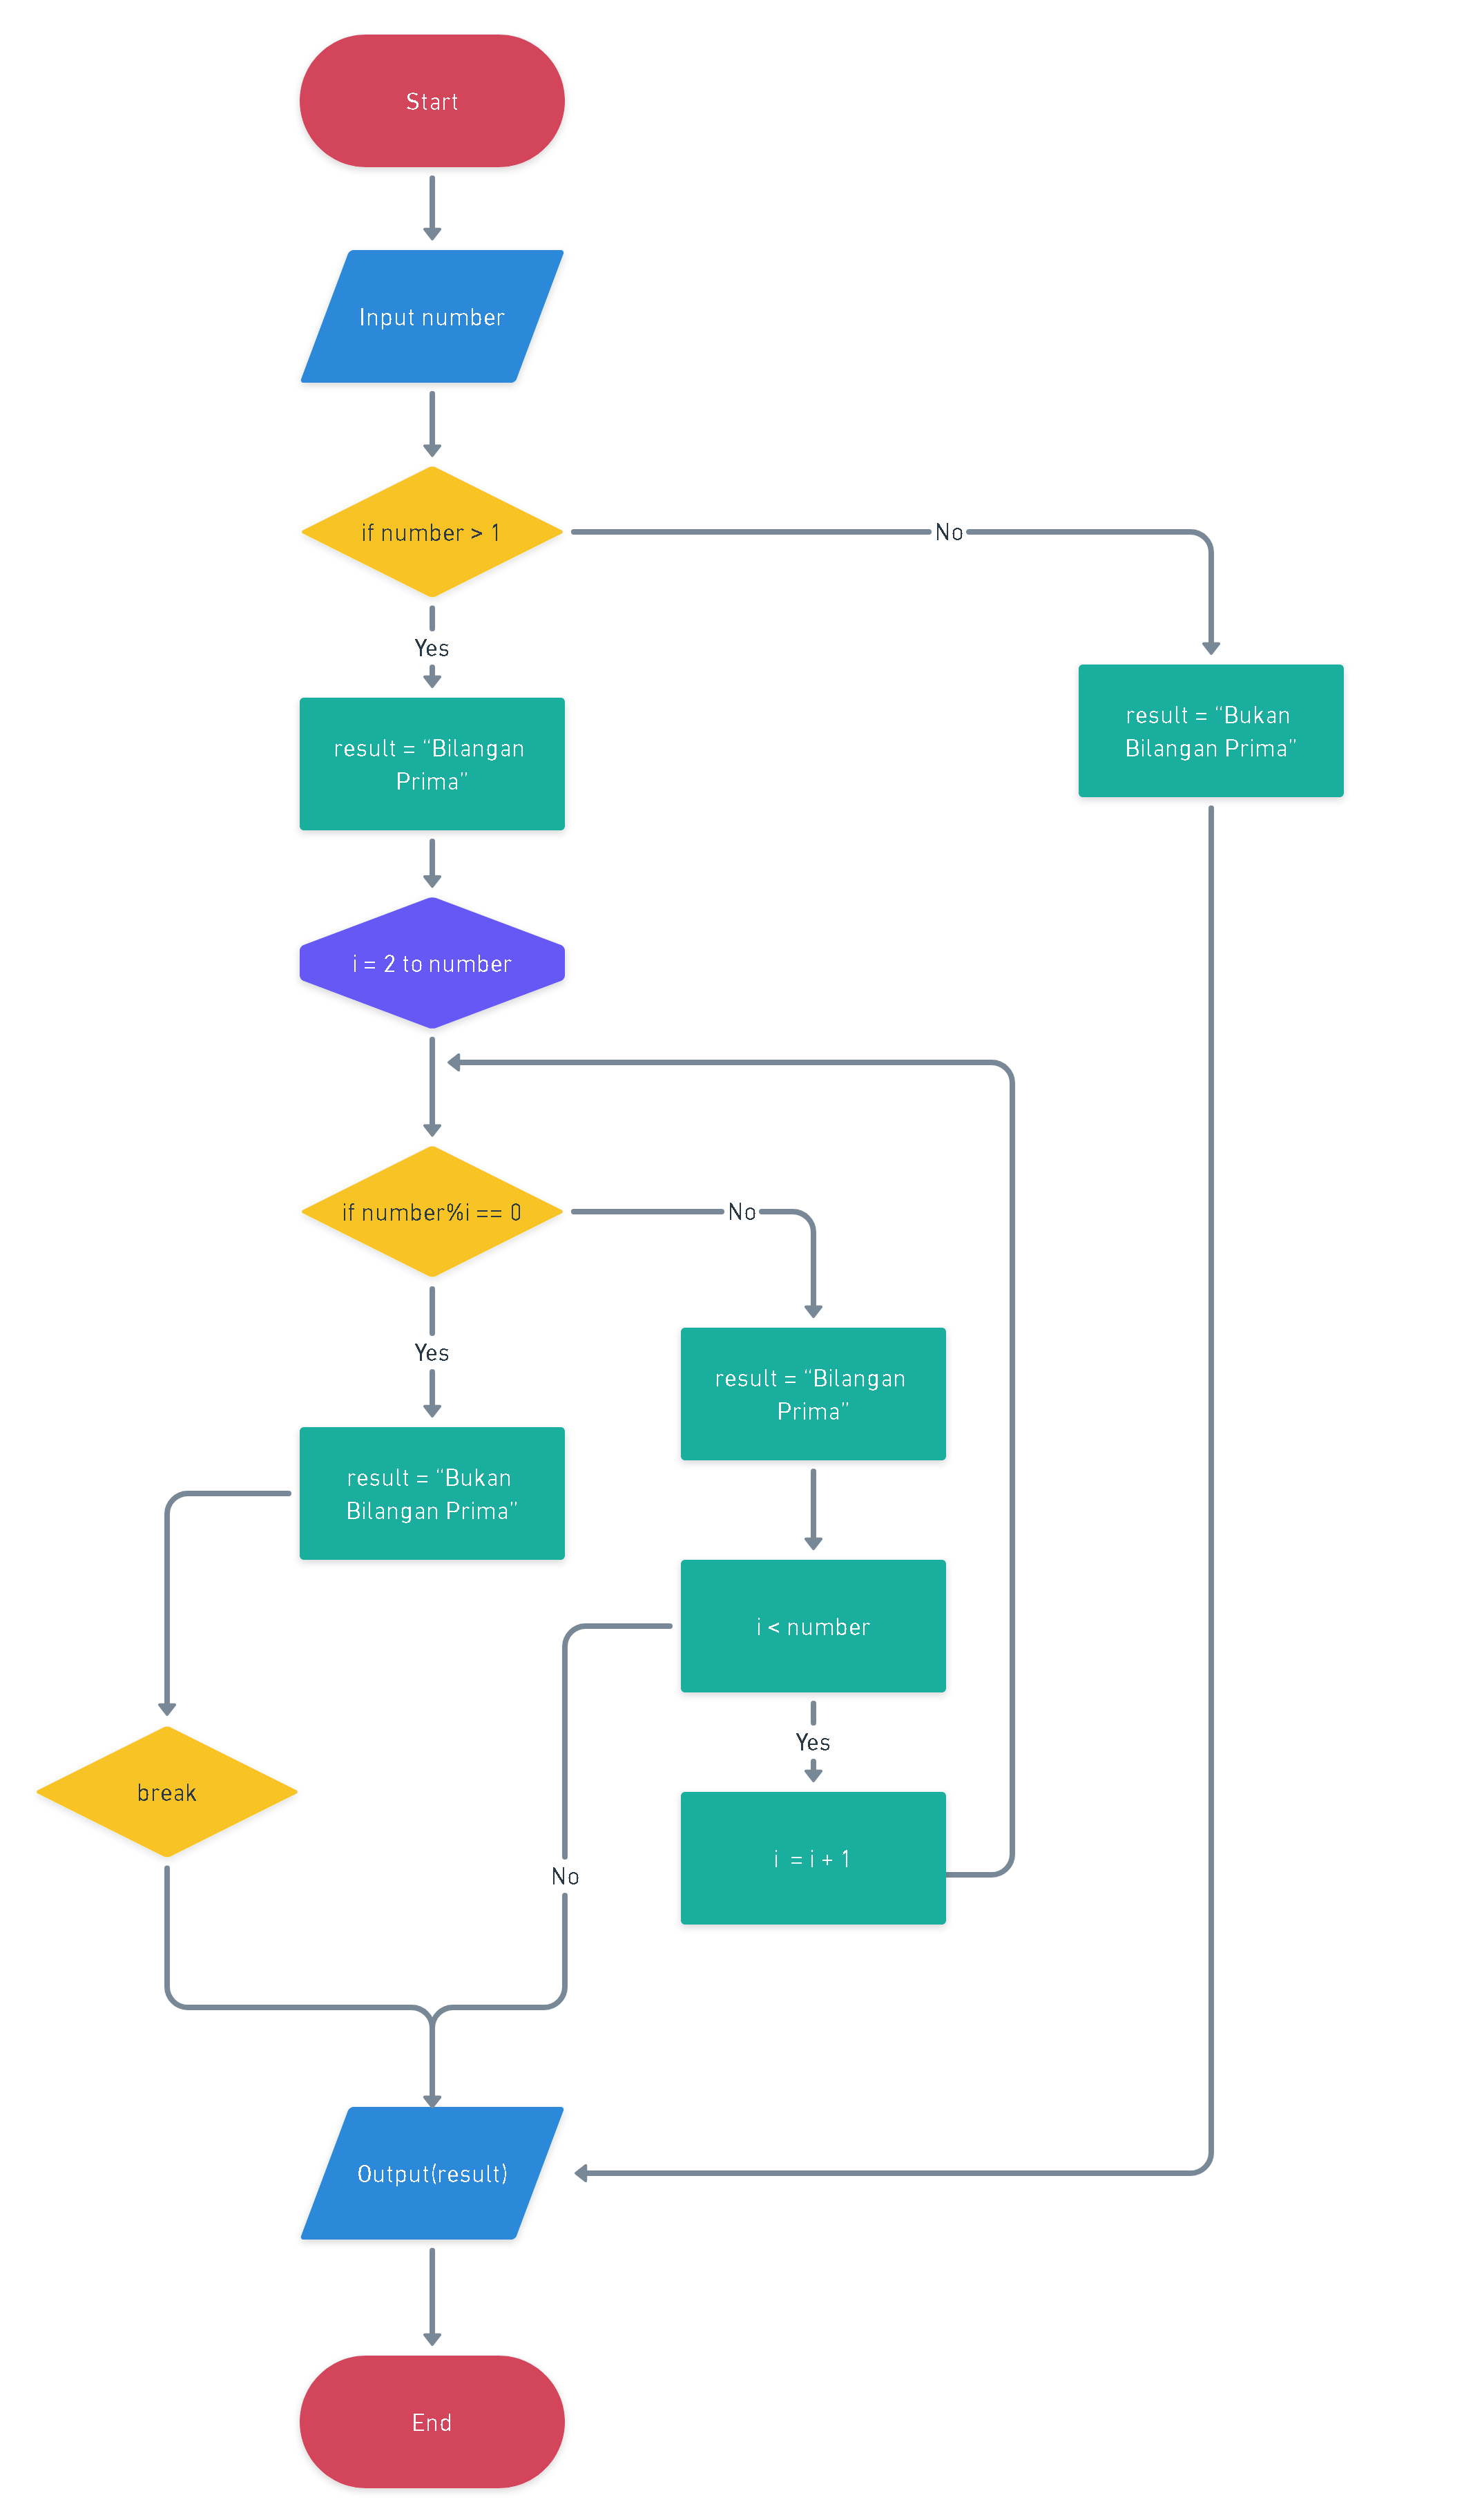 Start
Input number
if number > 1
No
Yes
result = “Bilangan
Prima”
result = “Bukan
Bilangan Prima”
i = 2 to number
if number%i == 0
No
Yes
result = “Bilangan
Prima”
result = “Bukan
Bilangan Prima”
i < number
Yes
break
i = i + 1
No
Output(result)
End